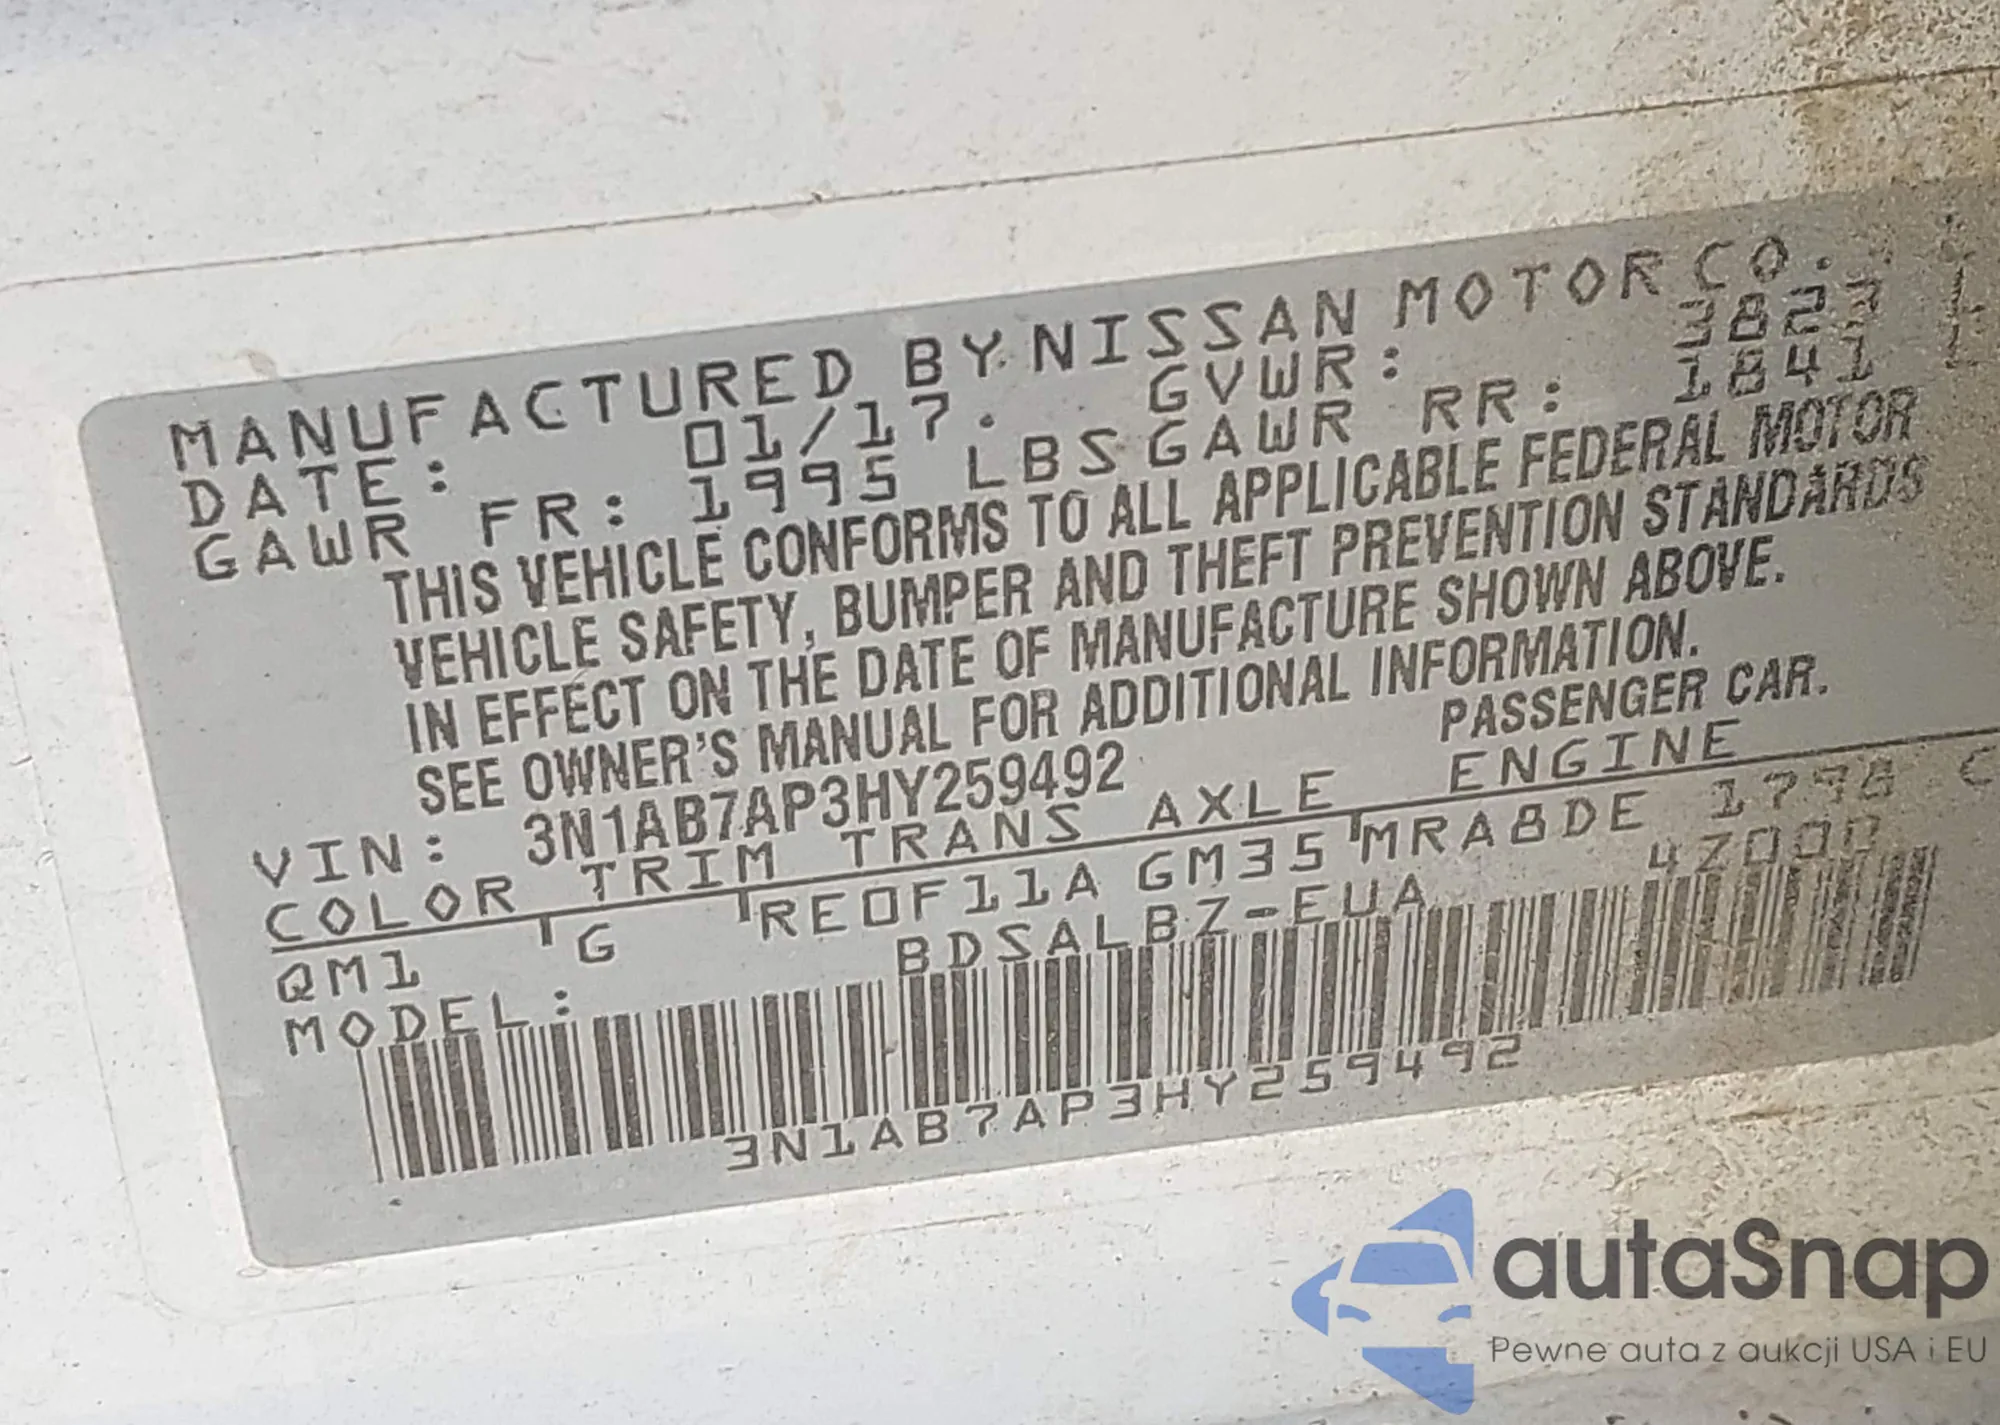 MANUFACTURED BY NISSAN MOTOR CO.
DATE: 01/17. GVWR: 3823
GAWR FR: 1995 LBS GAWR RR: 1841
THIS VEHICLE CONFORMS TO ALL APPLICABLE FEDERAL MOTOR
VEHICLE SAFETY, BUMPER AND THEFT PREVENTION STANDARDS
IN EFFECT ON THE DATE OF MANUFACTURE SHOWN ABOVE.
SEE OWNER'S MANUAL FOR ADDITIONAL INFORMATION.
VIN: 3N1AB7AP3HY259492 PASSENGER CAR.
COLOR TRIM TRANS AXLE ENGINE
QM1 G RE0F11A GM35 MRA8DE 1798 C
MODEL: BDSALBZ-EUA 4Z000
3N1AB7AP3HY259492
autaSnap
Pewne auta z aukcji USA i EU